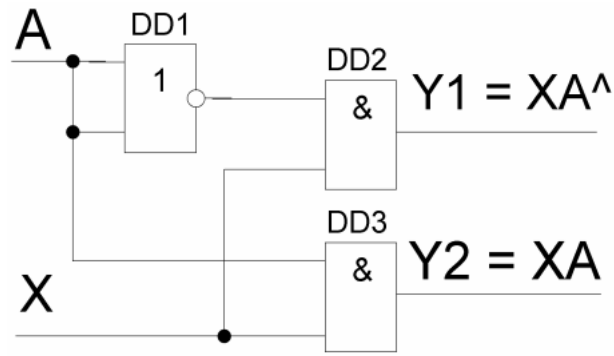 A
DD1
1
DD2
&
Y1 = XA^
DD3
&
Y2 = XA
X